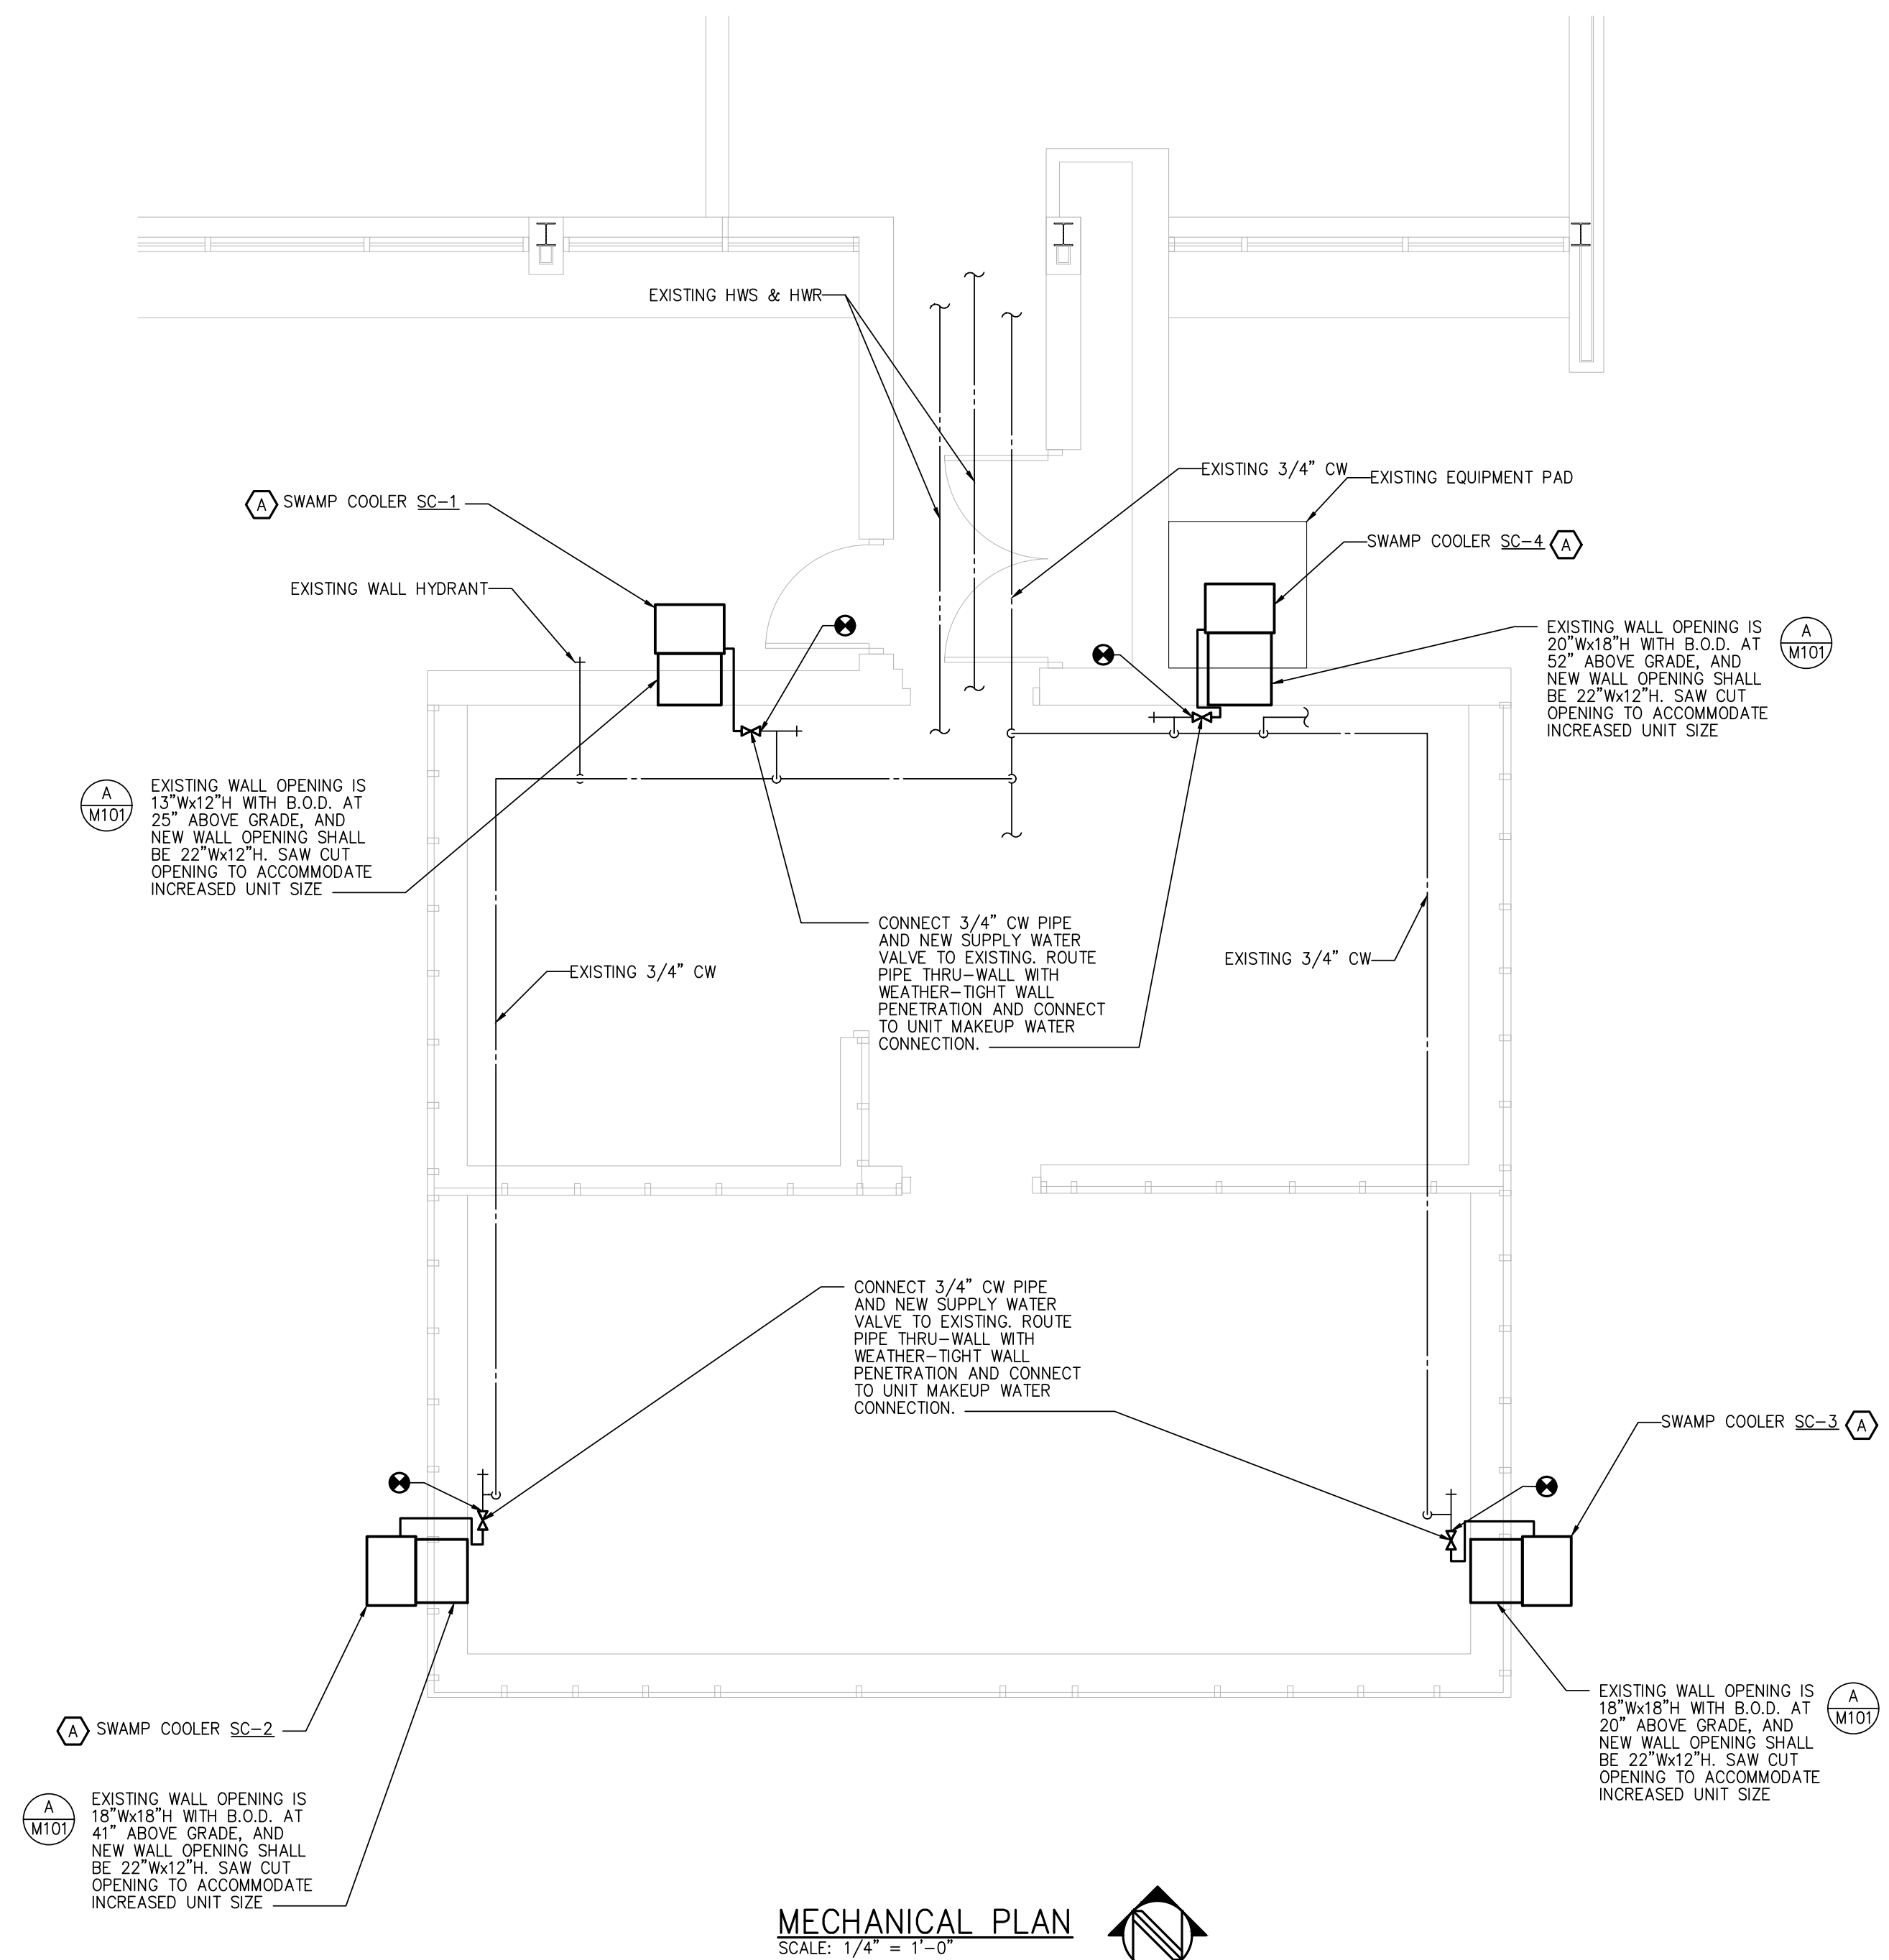 EXISTING HWS & HWR
EXISTING 3/4" CW
EXISTING EQUIPMENT PAD
A
SWAMP COOLER SC-1
SWAMP COOLER SC-4
A
EXISTING WALL HYDRANT
EXISTING WALL OPENING IS
20"Wx18"H WITH B.O.D. AT
52" ABOVE GRADE, AND
NEW WALL OPENING SHALL
BE 22"Wx12"H. SAW CUT
OPENING TO ACCOMMODATE
INCREASED UNIT SIZE
A
M101
A
M101
EXISTING WALL OPENING IS
13"Wx12"H WITH B.O.D. AT
25" ABOVE GRADE, AND
NEW WALL OPENING SHALL
BE 22"Wx12"H. SAW CUT
OPENING TO ACCOMMODATE
INCREASED UNIT SIZE
CONNECT 3/4" CW PIPE
AND NEW SUPPLY WATER
VALVE TO EXISTING. ROUTE
PIPE THRU-WALL WITH
WEATHER-TIGHT WALL
PENETRATION AND CONNECT
TO UNIT MAKEUP WATER
CONNECTION.
EXISTING 3/4" CW
EXISTING 3/4" CW
CONNECT 3/4" CW PIPE
AND NEW SUPPLY WATER
VALVE TO EXISTING. ROUTE
PIPE THRU-WALL WITH
WEATHER-TIGHT WALL
PENETRATION AND CONNECT
TO UNIT MAKEUP WATER
CONNECTION.
SWAMP COOLER SC-3
A
EXISTING WALL OPENING IS
18"Wx18"H WITH B.O.D. AT
20" ABOVE GRADE, AND
NEW WALL OPENING SHALL
BE 22"Wx12"H. SAW CUT
OPENING TO ACCOMMODATE
INCREASED UNIT SIZE
A
M101
A
SWAMP COOLER SC-2
A
M101
EXISTING WALL OPENING IS
18"Wx18"H WITH B.O.D. AT
41" ABOVE GRADE, AND
NEW WALL OPENING SHALL
BE 22"Wx12"H. SAW CUT
OPENING TO ACCOMMODATE
INCREASED UNIT SIZE
MECHANICAL PLAN
SCALE: 1/4" = 1'-0"
N